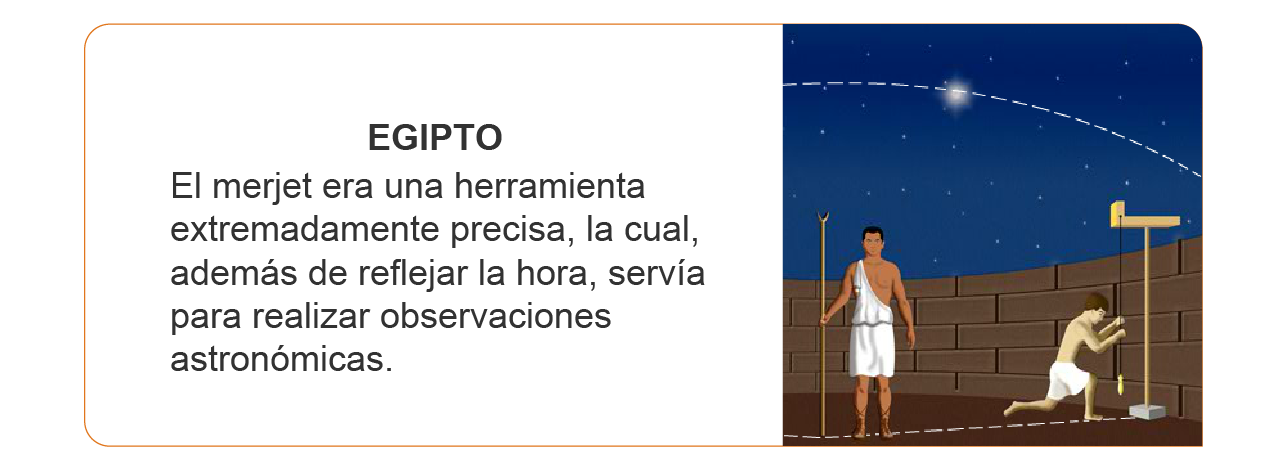 EGIPTO
El merjet era una herramienta
extremadamente precisa, la cual,
además de reflejar la hora, servía
para realizar observaciones
astronómicas.